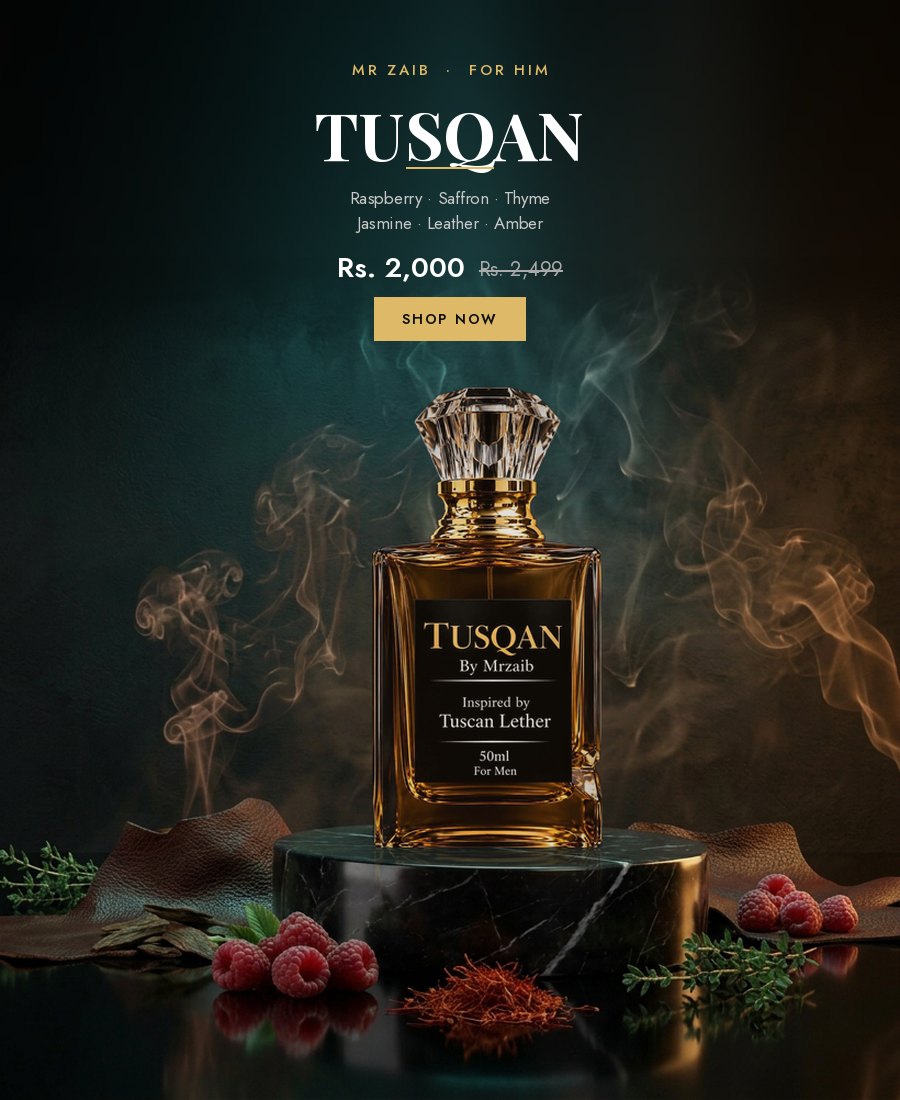 MR ZAIB · FOR HIM
TUSQAN
Raspberry · Saffron · Thyme
Jasmine · Leather · Amber
Rs. 2,000 Rs. 2,499
SHOP NOW
TUSQAN
By Mrzaib
Inspired by
Tuscan Lether
50ml
For Men